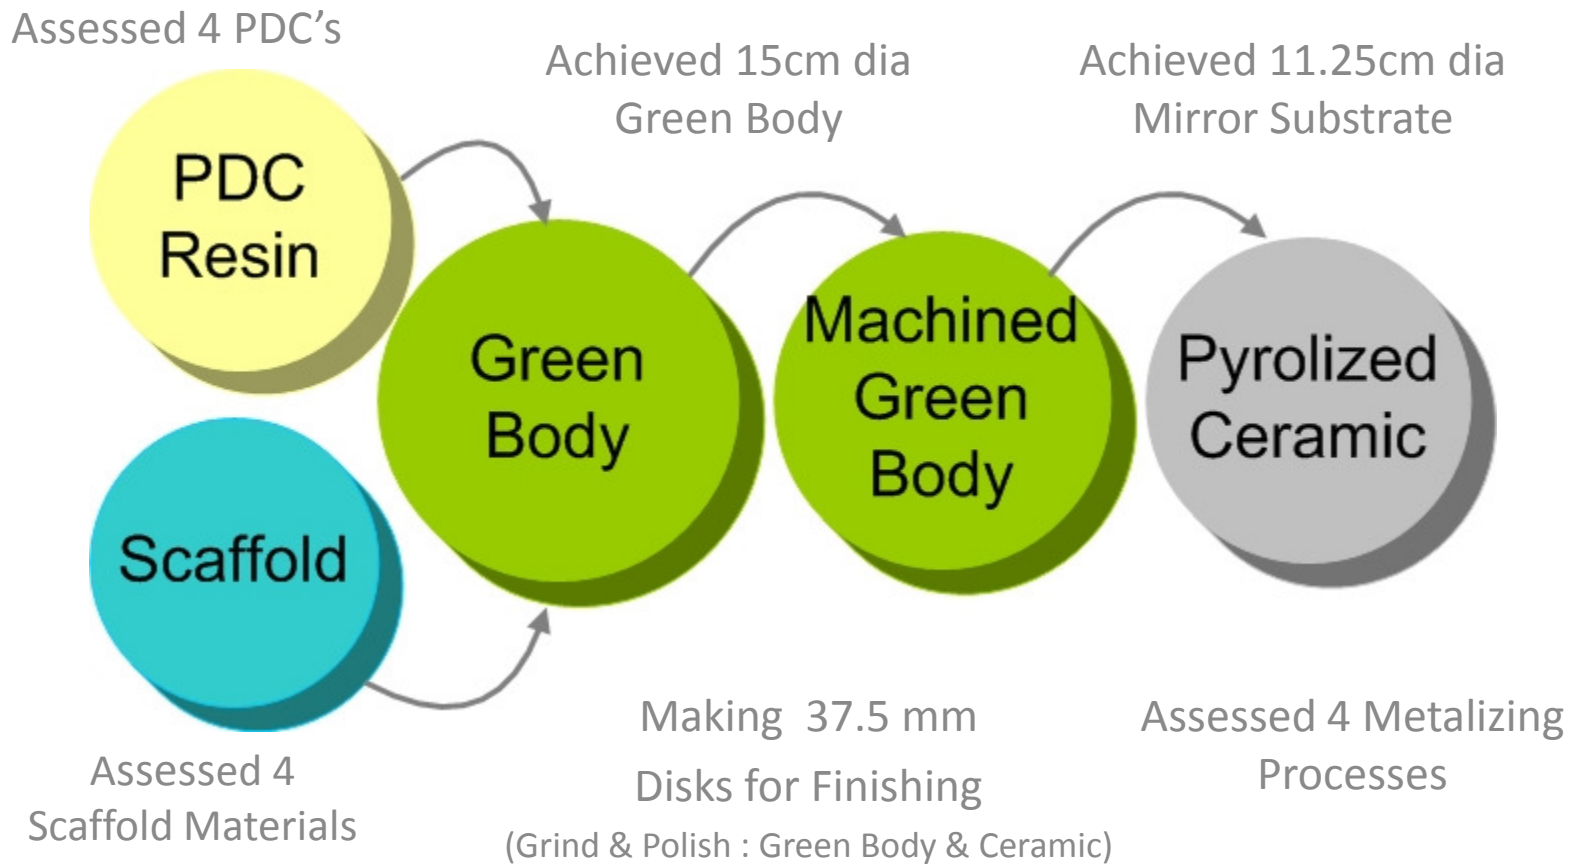 Assessed 4 PDC’s
Achieved 15cm dia
Green Body
Achieved 11.25cm dia
Mirror Substrate
PDC
Resin
Scaffold
Green
Body
Machined
Green
Body
Pyrolized
Ceramic
Assessed 4
Scaffold Materials
Making 37.5 mm
Disks for Finishing
(Grind & Polish : Green Body & Ceramic)
Assessed 4 Metalizing
Processes